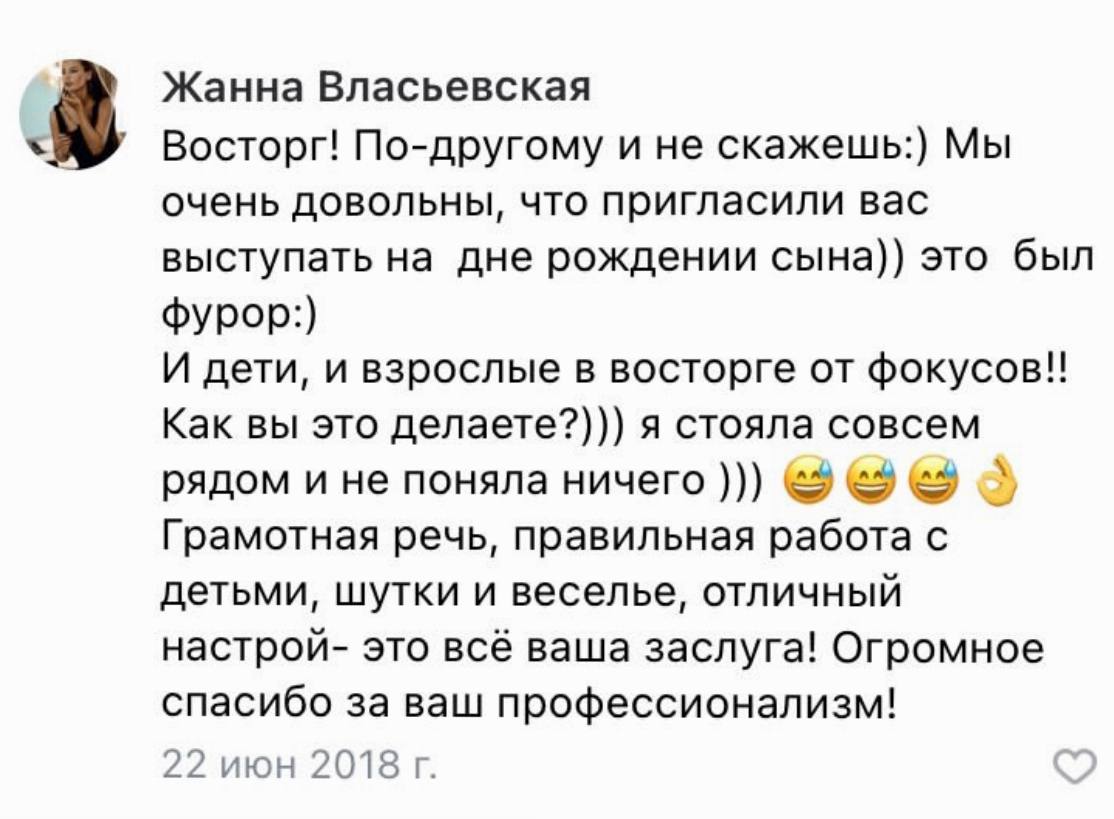 Жанна Власьевская
Восторг! По-другому и не скажешь:) Мы
очень довольны, что пригласили вас
выступать на  дне рождении сына)) это  был
фурор:)
И дети, и взрослые в восторге от фокусов!!
Как вы это делаете?))) я стояла совсем
рядом и не поняла ничего ))) 😅😅😅👌
Грамотная речь, правильная работа с
детьми, шутки и веселье, отличный
настрой- это всё ваша заслуга! Огромное
спасибо за ваш профессионализм!
22 июн 2018 г.